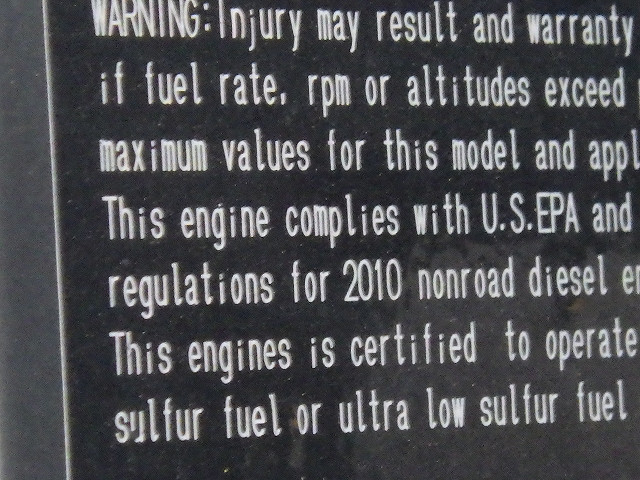 WARNING:Injury may result and warranty
if fuel rate, rpm or altitudes exceed
maximum values for this model and appl
This engine complies with U.S.EPA and
regulations for 2010 nonroad diesel en
This engines is certified to operate
sulfur fuel or ultra low sulfur fuel